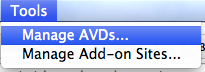 Tools
Manage AVDs...
Manage Add-on Sites...